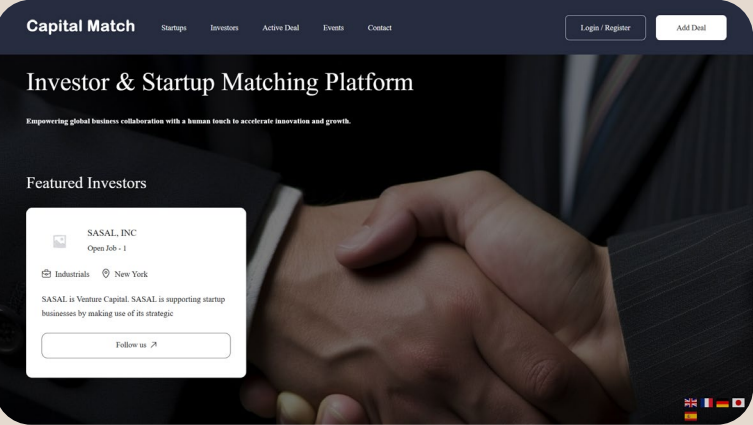 Capital Match
Startups
Investors
Active Deal
Events
Contact
Login / Register
Add Deal
Investor & Startup Matching Platform
Empowering global business collaboration with a human touch to accelerate innovation and growth.
Featured Investors
SASAL, INC
Open Job - 1
Industrials
New York
SASAL is Venture Capital. SASAL is supporting startup
businesses by making use of its strategic
Follow us